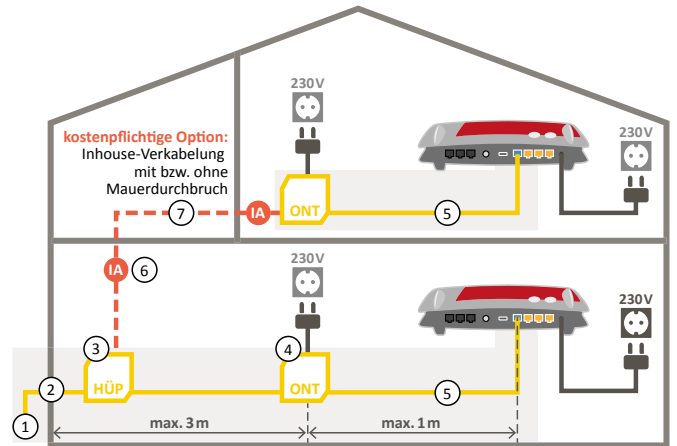 230V
230V
kostenpflichtige Option:
Inhouse-Verkabelung
mit bzw. ohne
Mauerdurchbruch
7
IA
ONT
5
IA
6
230V
230V
3
4
HÜP
ONT
5
2
1
max. 3 m
max. 1 m